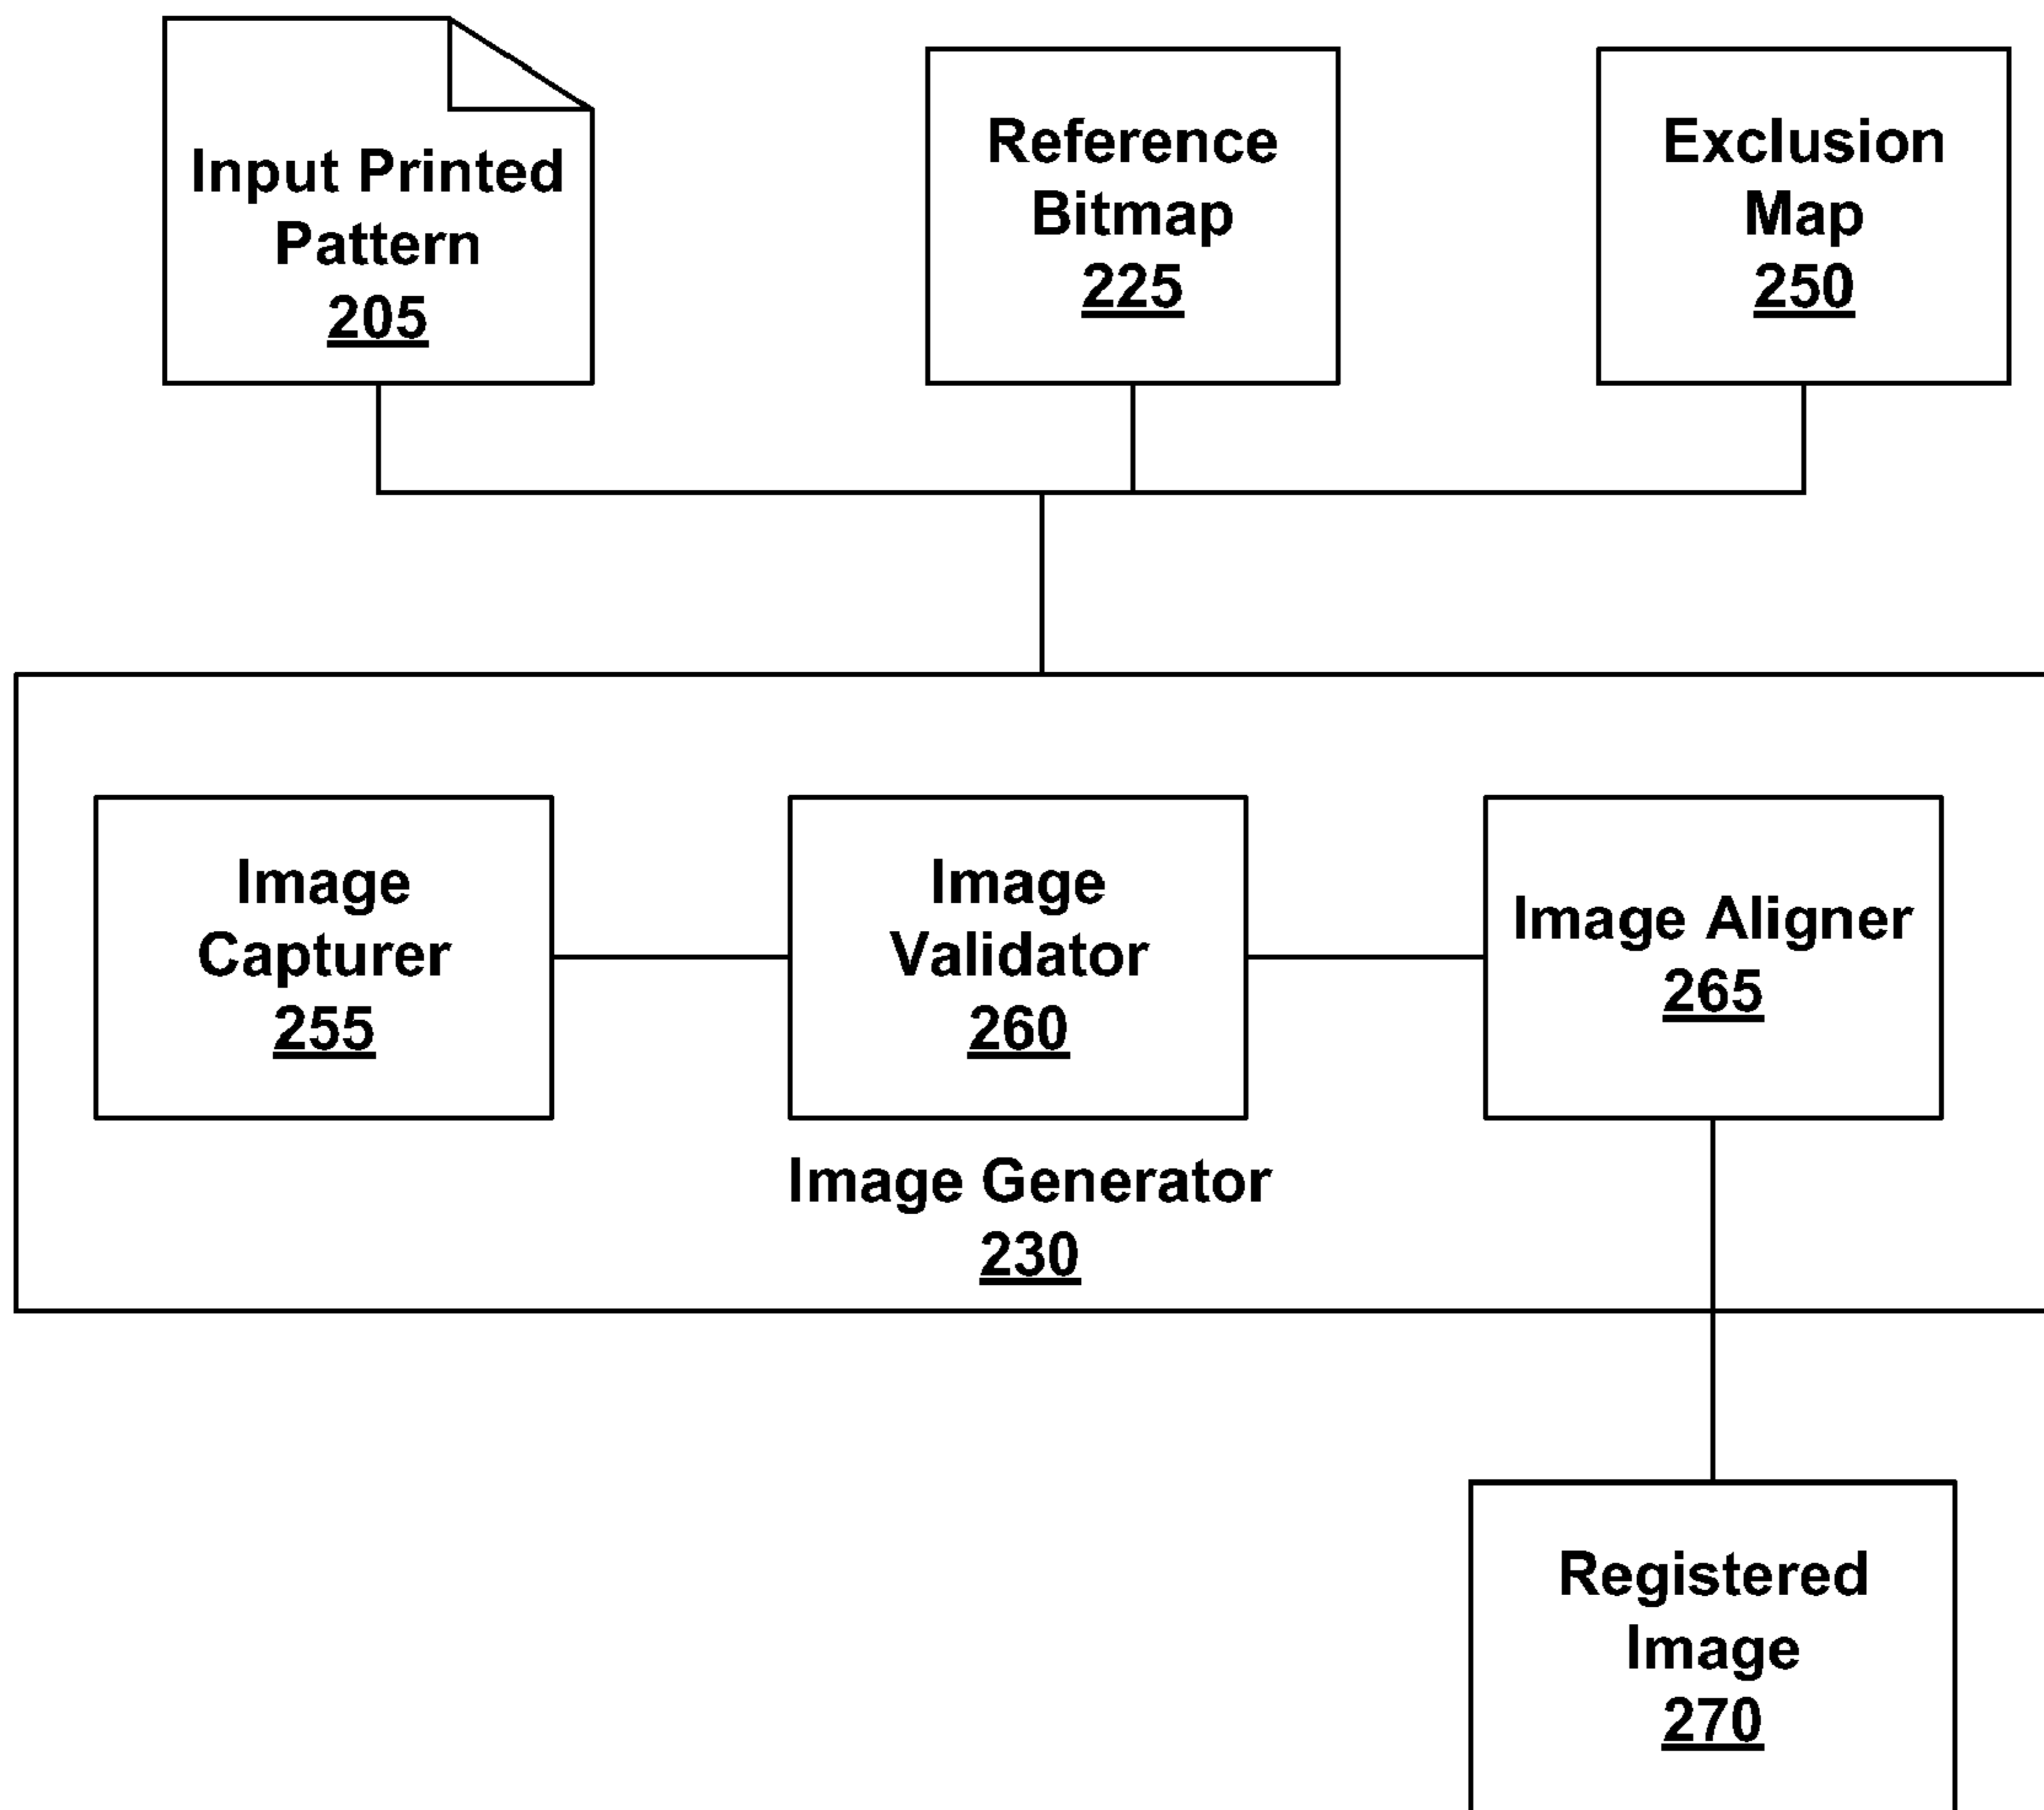 Input Printed
Pattern
205
Reference
Bitmap
225
Exclusion
Map
250
Image
Capturer
255
Image
Validator
260
Image Aligner
265
Image Generator
230
Registered
Image
270